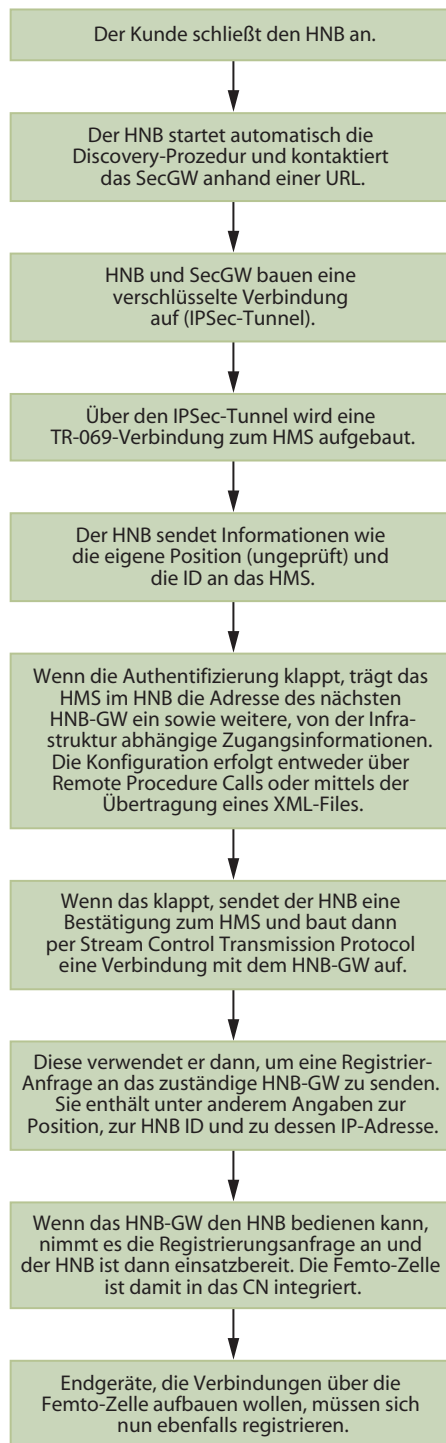 Der Kunde schließt den HNB an.
Der HNB startet automatisch die
Discovery-Prozedur und kontaktiert
das SecGW anhand einer URL.
HNB und SecGW bauen eine
verschlüsselte Verbindung
auf (IPSec-Tunnel).
Über den IPSec-Tunnel wird eine
TR-069-Verbindung zum HMS aufgebaut.
Der HNB sendet Informationen wie
die eigene Position (ungeprüft) und
die ID an das HMS.
Wenn die Authentifizierung klappt, trägt das
HMS im HNB die Adresse des nächsten
HNB-GW ein sowie weitere, von der Infra-
struktur abhängige Zugangsinformationen.
Die Konfiguration erfolgt entweder über
Remote Procedure Calls oder mittels der
Übertragung eines XML-Files.
Wenn das klappt, sendet der HNB eine
Bestätigung zum HMS und baut dann
per Stream Control Transmission Protocol
eine Verbindung mit dem HNB-GW auf.
Diese verwendet er dann, um eine Registrier-
Anfrage an das zuständige HNB-GW zu senden.
Sie enthält unter anderem Angaben zur
Position, zur HNB ID und zu dessen IP-Adresse.
Wenn das HNB-GW den HNB bedienen kann,
nimmt es die Registrierungsanfrage an und
der HNB ist dann einsatzbereit. Die Femto-Zelle
ist damit in das CN integriert.
Endgeräte, die Verbindungen über die
Femto-Zelle aufbauen wollen, müssen sich
nun ebenfalls registrieren.